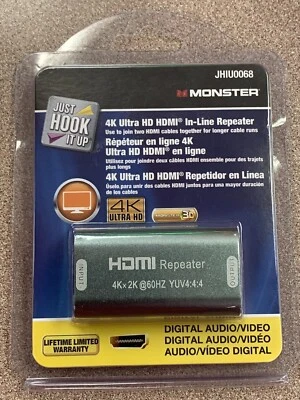 JHIU0068
MONSTER
JUST
HOOK
IT UP
4K Ultra HD HDMI® In-Line Repeater
Use to join two HDMI cables together for longer cable runs
Répéteur en ligne 4K
Ultra HD HDMI® en ligne
Utilisez pour joindre deux câbles HDMI ensemble pour des trajets
plus longs
4K Ultra HD HDMI® Repetidor en Línea
Úselo para unir dos cables HDMI juntos para una mayor duración
de los cables
4K
ULTRA HD
INPUT
HDMI Repeater
4K×2K @60HZ YUV4:4:4
OUTPUT
LIFETIME LIMITED
WARRANTY
DIGITAL AUDIO/VIDEO
DIGITAL AUDIO/VIDÉO
AUDIO/VÍDEO DIGITAL